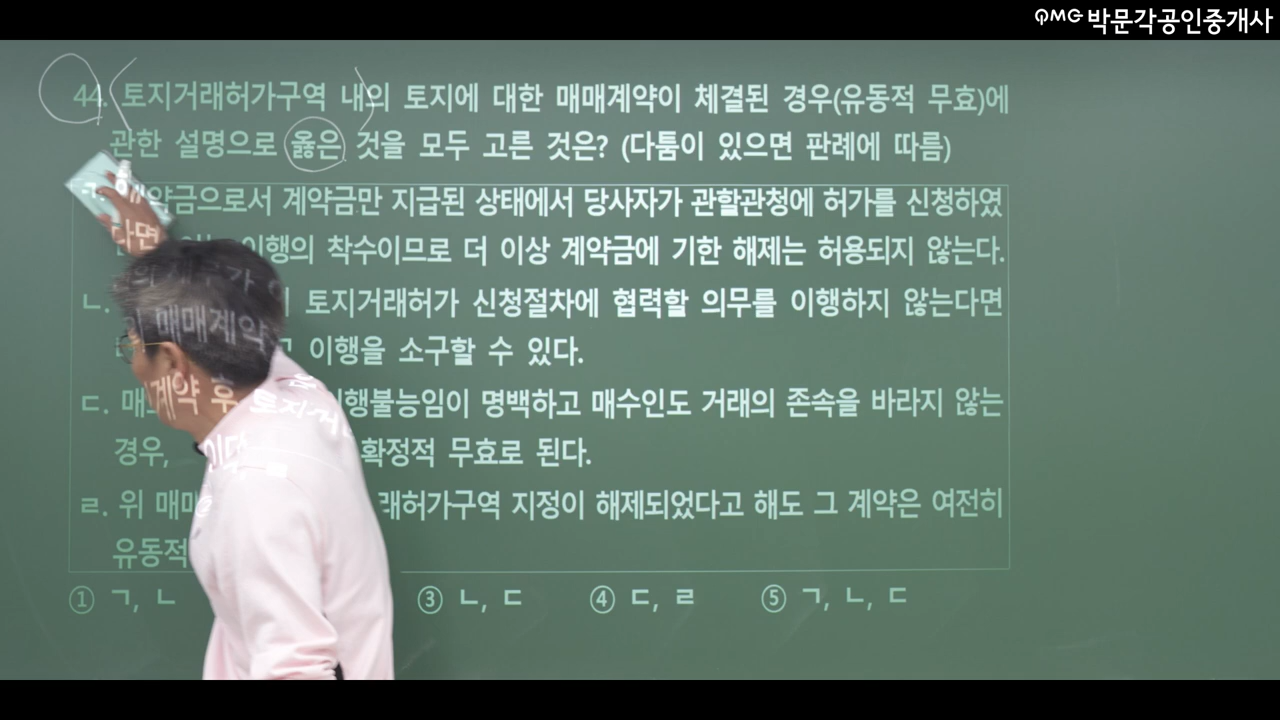 QMG 박문각공인중개사
44. 토지거래허가구역 내의 토지에 대한 매매계약이 체결된 경우(유동적 무효)에
관한 설명으로 옳은 것을 모두 고른 것은? (다툼이 있으면 판례에 따름)
약금으로서 계약금만 지급된 상태에서 당사자가 관할관청에 허가를 신청하였
다면 이행의 착수이므로 더 이상 계약금에 기한 해제는 허용되지 않는다.
ㄴ. 토지거래허가 신청절차에 협력할 의무를 이행하지 않는다면
매매계약 이행을 소구할 수 있다.
ㄷ. 계약 후 이행불능임이 명백하고 매수인도 거래의 존속을 바라지 않는
경우, 확정적 무효로 된다.
ㄹ. 위 매매 토지거래허가구역 지정이 해제되었다고 해도 그 계약은 여전히
유동적
① ㄱ, ㄴ ③ ㄴ, ㄷ ④ ㄷ, ㄹ ⑤ ㄱ, ㄴ, ㄷ